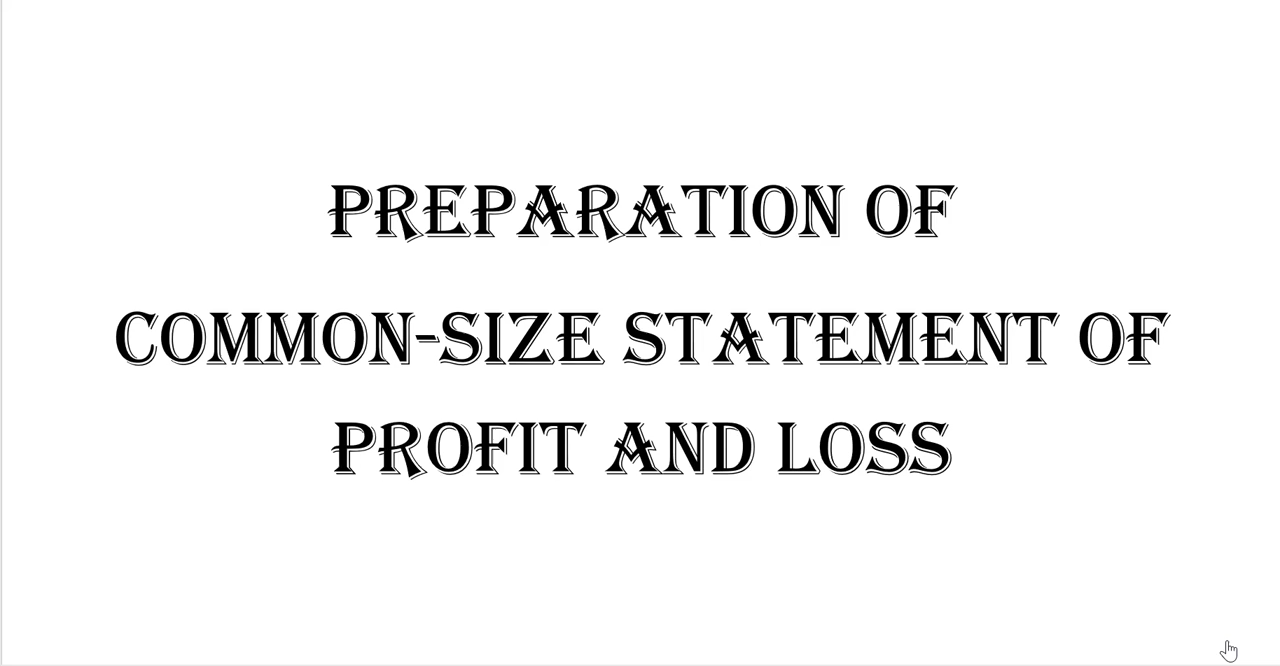 PREPARATION OF
COMMON-SIZE STATEMENT OF
PROFIT AND LOSS